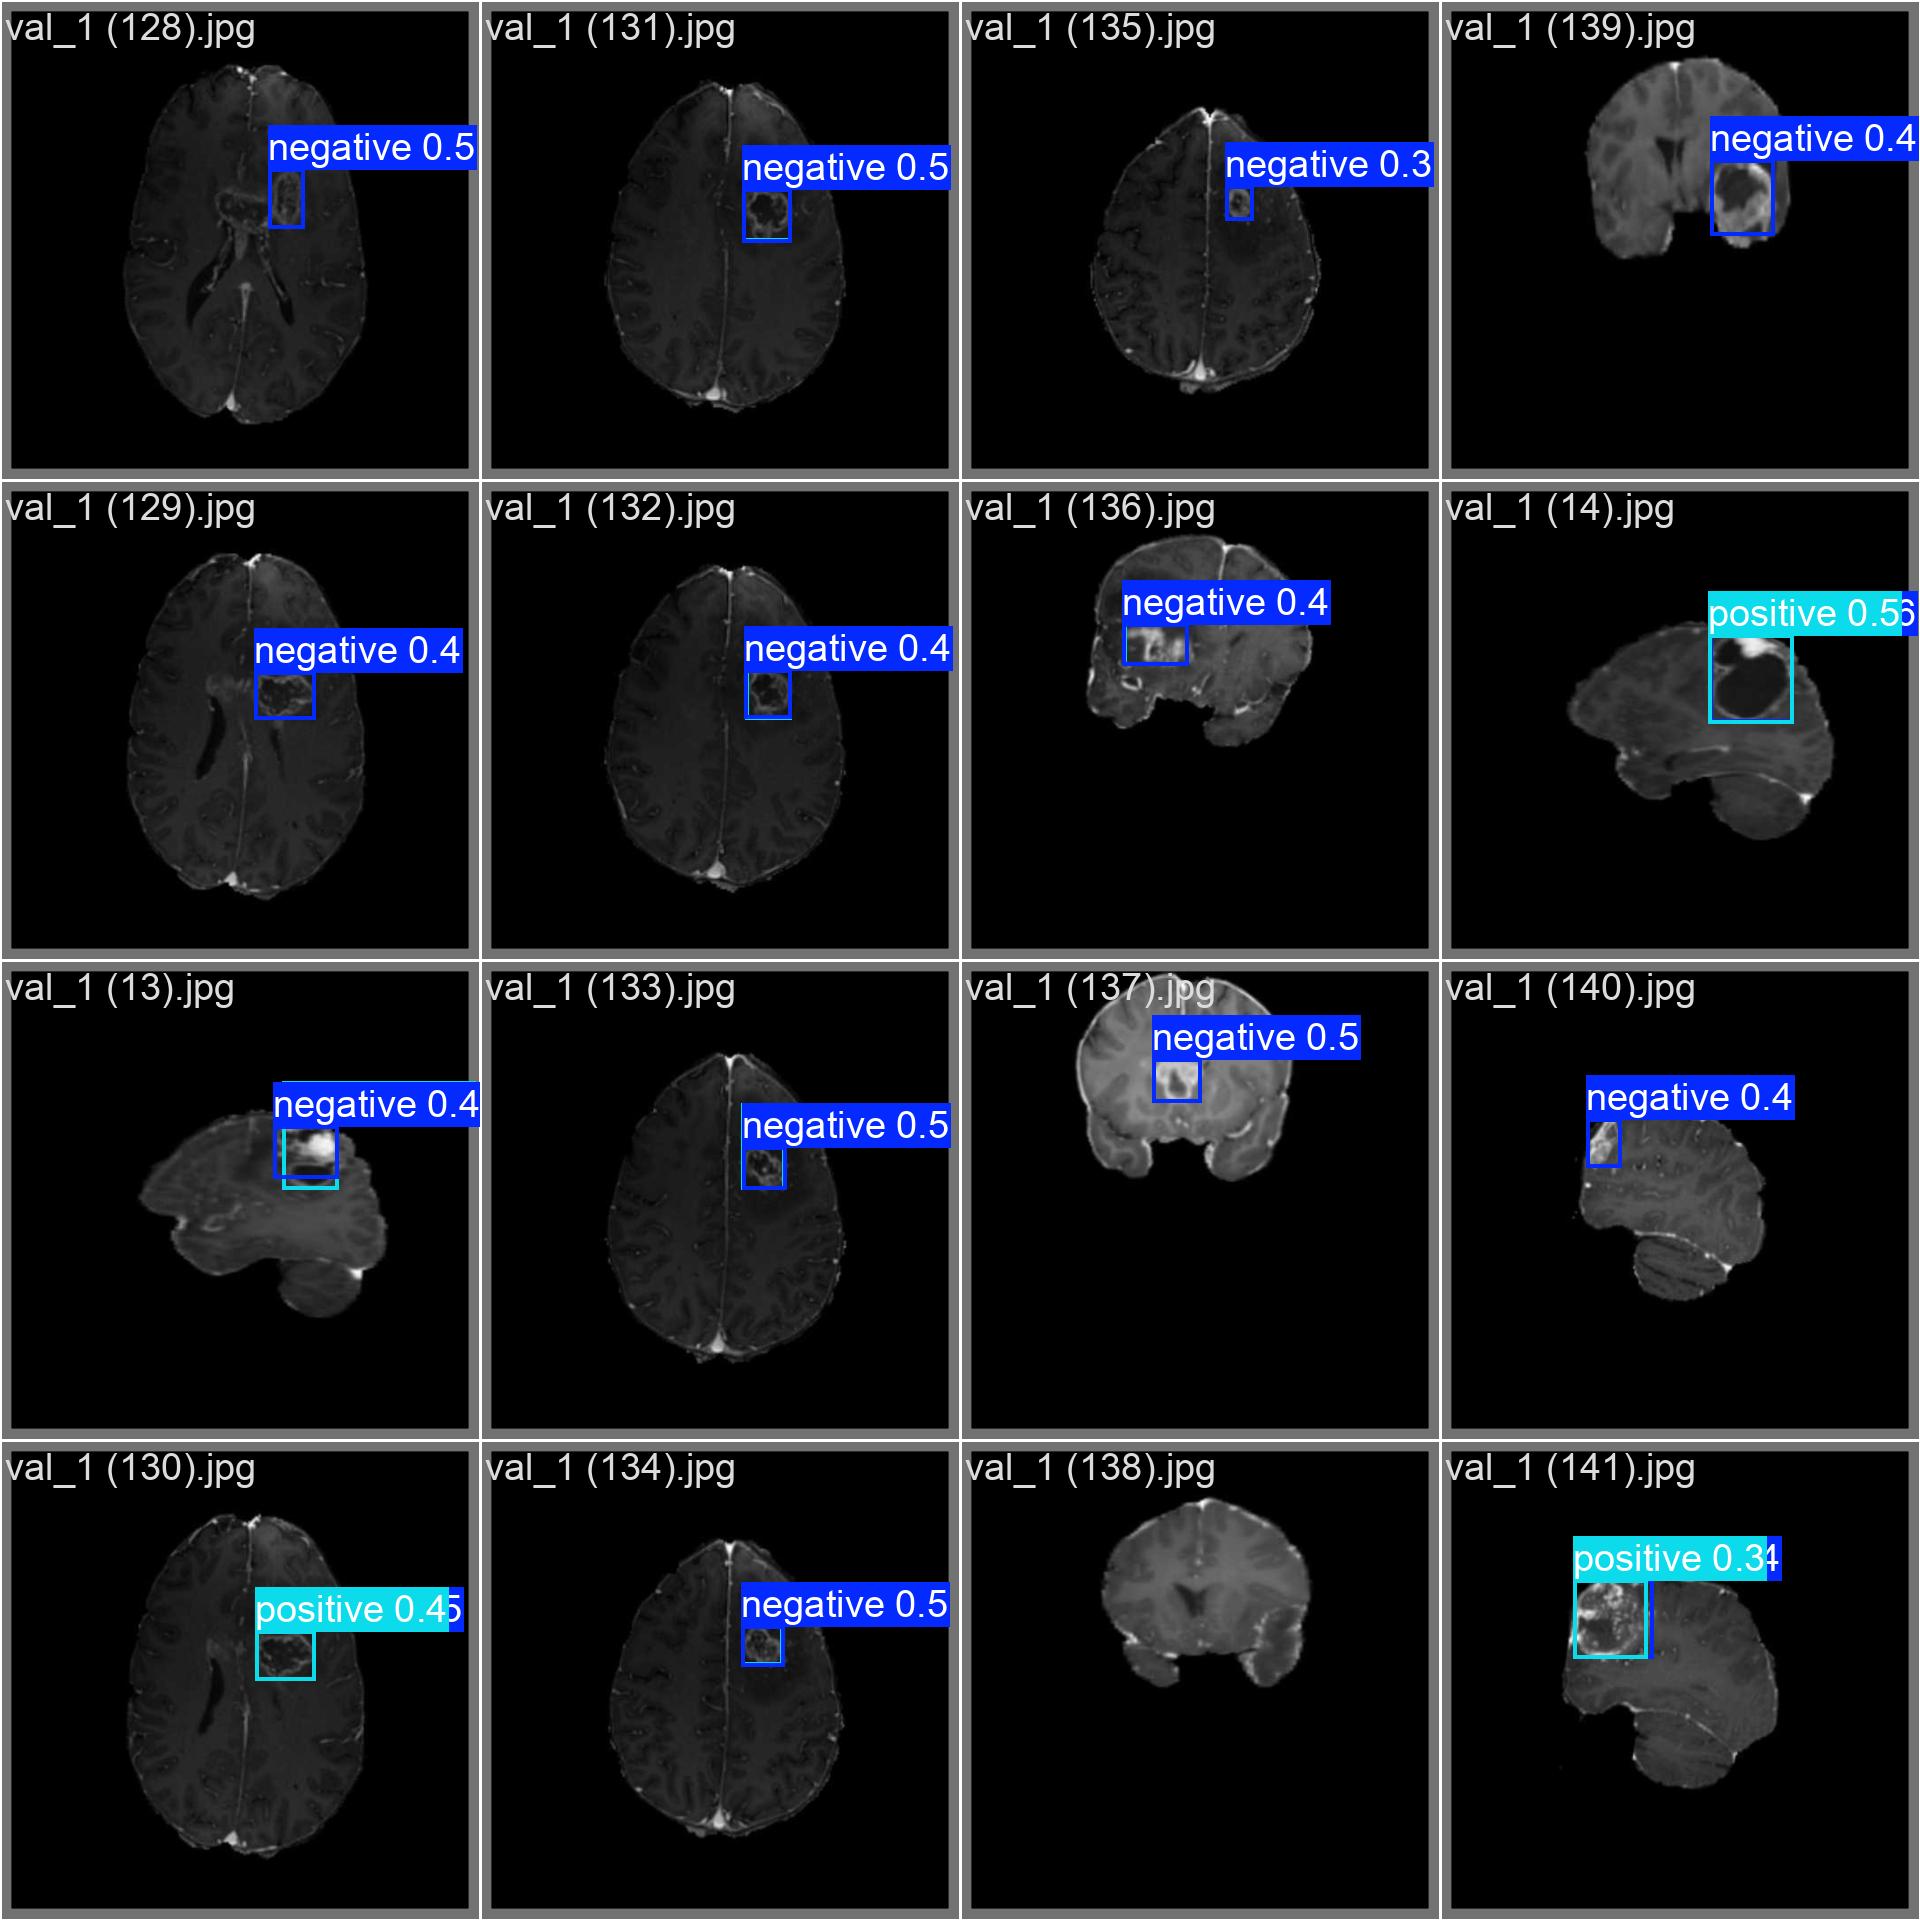 val_1 (128).jpg
negative 0.5
val_1 (131).jpg
negative 0.5
val_1 (135).jpg
negative 0.3
val_1 (139).jpg
negative 0.4
val_1 (129).jpg
negative 0.4
val_1 (132).jpg
negative 0.4
val_1 (136).jpg
negative 0.4
val_1 (14).jpg
positive 0.56
val_1 (13).jpg
negative 0.4
val_1 (133).jpg
negative 0.5
val_1 (137).jpg
negative 0.5
val_1 (140).jpg
negative 0.4
val_1 (130).jpg
positive 0.45
val_1 (134).jpg
negative 0.5
val_1 (138).jpg
val_1 (141).jpg
positive 0.34